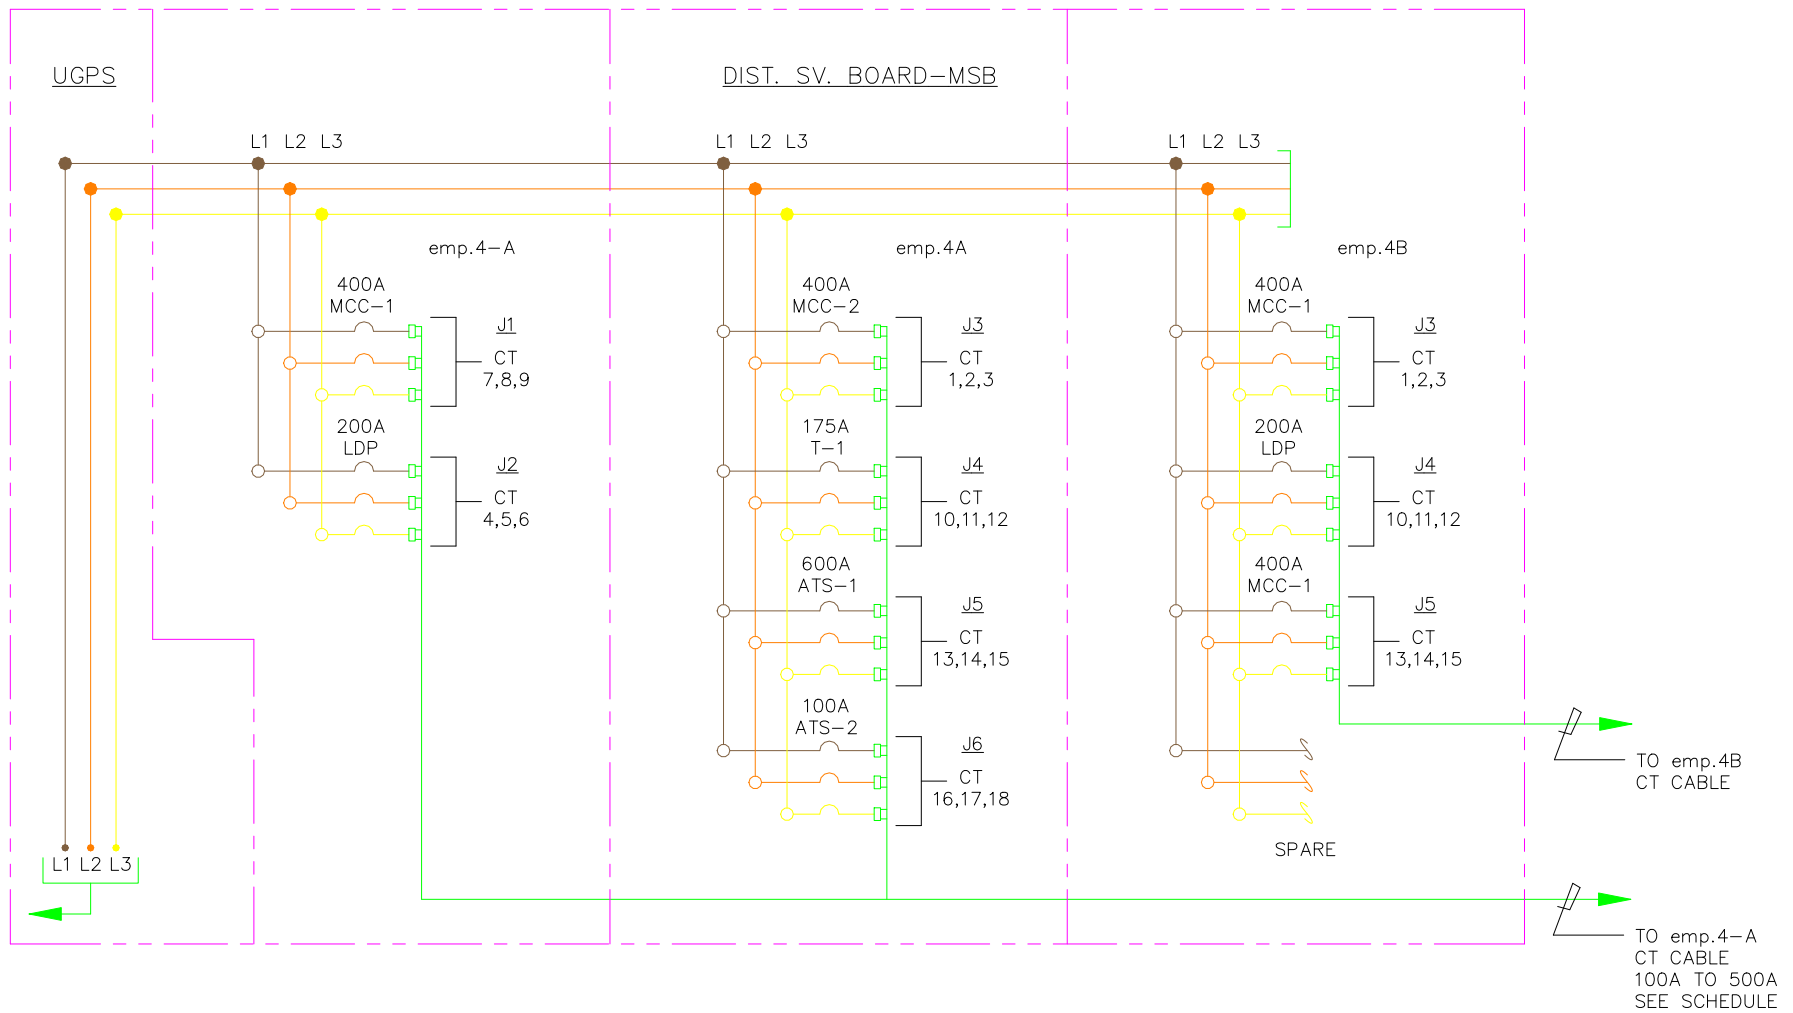 UGPS
DIST. SV. BOARD-MSB
L1 L2 L3
L1 L2 L3
L1 L2 L3
emp.4-A
400A
MCC-1
J1
CT
7,8,9
200A
LDP
J2
CT
4,5,6
emp.4A
400A
MCC-2
J3
CT
1,2,3
175A
T-1
J4
CT
10,11,12
600A
ATS-1
J5
CT
13,14,15
100A
ATS-2
J6
CT
16,17,18
emp.4B
400A
MCC-1
J3
CT
1,2,3
200A
LDP
J4
CT
10,11,12
400A
MCC-1
J5
CT
13,14,15
SPARE
TO emp.4B
CT CABLE
L1 L2 L3
TO emp.4-A
CT CABLE
100A TO 500A
SEE SCHEDULE